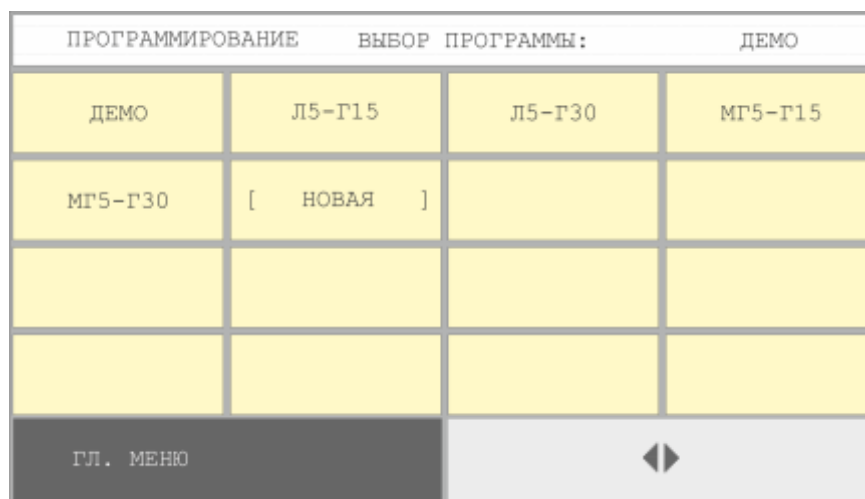 ПРОГРАММИРОВАНИЕ ВЫБОР ПРОГРАММЫ: ДЕМО
ДЕМО Л5-Г15 Л5-Г30 МГ5-Г15
МГ5-Г30 [ НОВАЯ ]
ГЛ. МЕНЮ